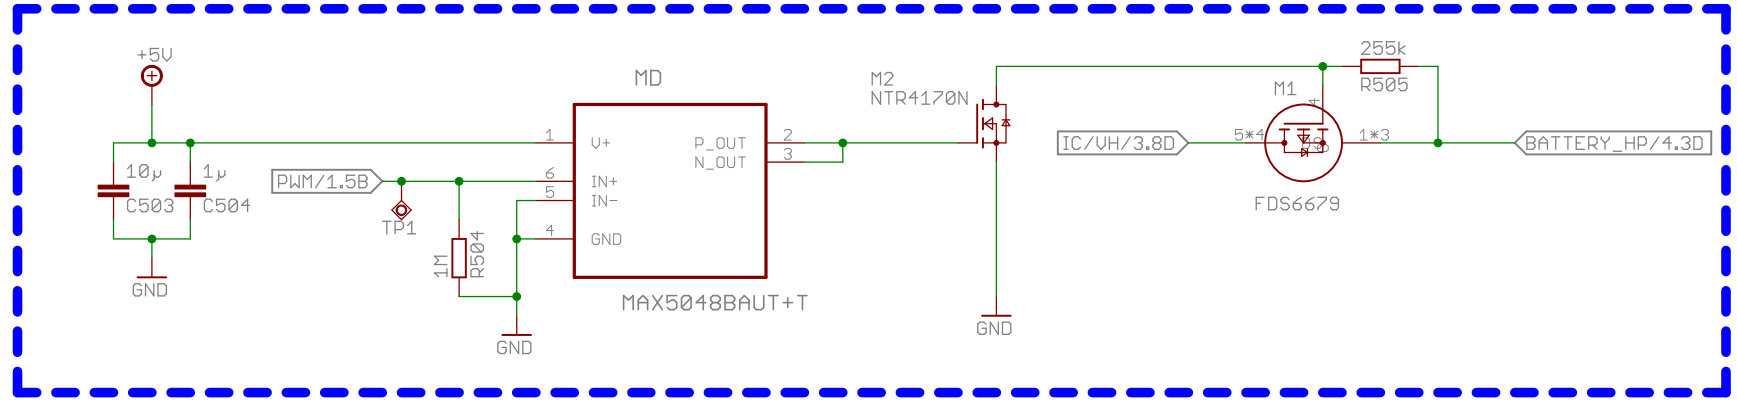 +5V
10µ
C503
1µ
C504
GND
PWM/1.5B
TP1
1M
R504
GND
MD
1
V+
6
IN+
5
IN-
4
GND
P_OUT
2
N_OUT
3
MAX5048BAUT+T
M2
NTR4170N
GND
IC/VH/3.8D
5*4
M1
4
1*3
FDS6679
255k
R505
BATTERY_HP/4.3D